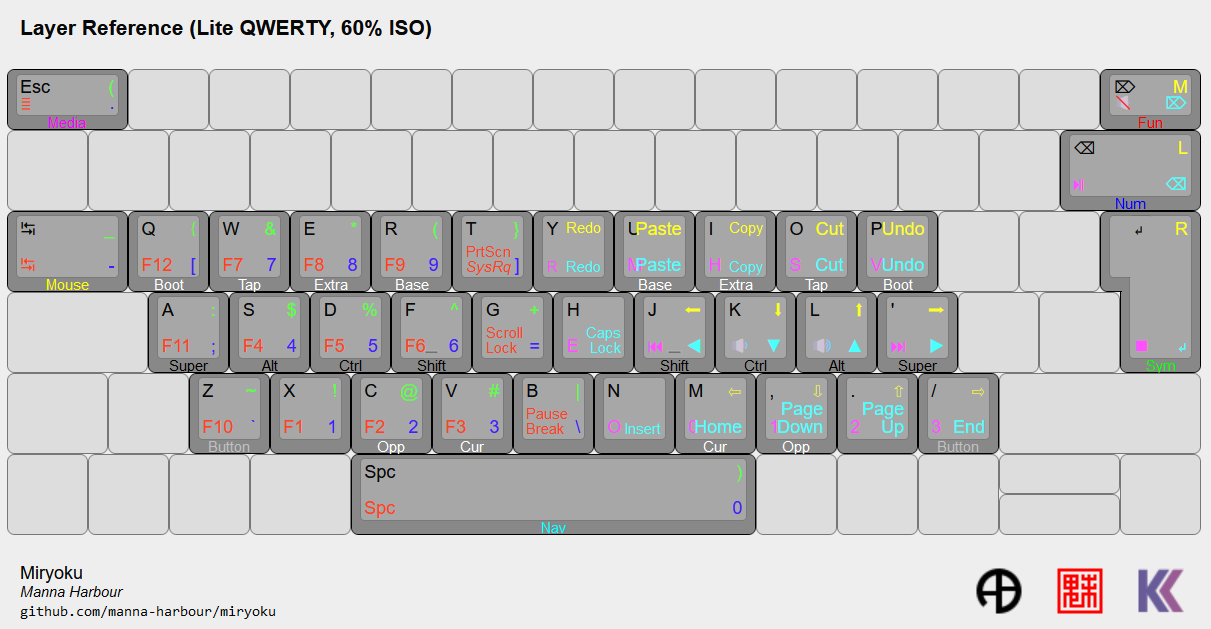 Layer Reference (Lite QWERTY, 60% ISO)
Esc (
.
Media
M
Fun
L
Num
_
-
Mouse
Q
F12 [
Boot
W &
F7 7
Tap
E *
F8 8
Extra
R (
F9 9
Base
T }
PrtScn
SysRq ]
Y Redo
R Redo
U Paste
M Paste
Base
I Copy
H Copy
Extra
O Cut
S Cut
Tap
P Undo
V Undo
Boot
R
Sym
A :
F11 ;
Super
S $
F4 4
Alt
D %
F5 5
Ctrl
F ^
F6_ 6
Shift
G +
Scroll
Lock =
H
E Caps
Lock
J
_
Shift
K
Ctrl
L
Alt
'
Super
Z ~
F10 `
Button
X !
F1 1
C @
F2 2
Opp
V #
F3 3
Cur
B |
Pause
Break \
N
O Insert
M
Home
Cur
,
Page
1 Down
Opp
.
Page
2 Up
/
3 End
Button
Spc )
Spc 0
Nav
Miryoku
Manna Harbour
github.com/manna-harbour/miryoku